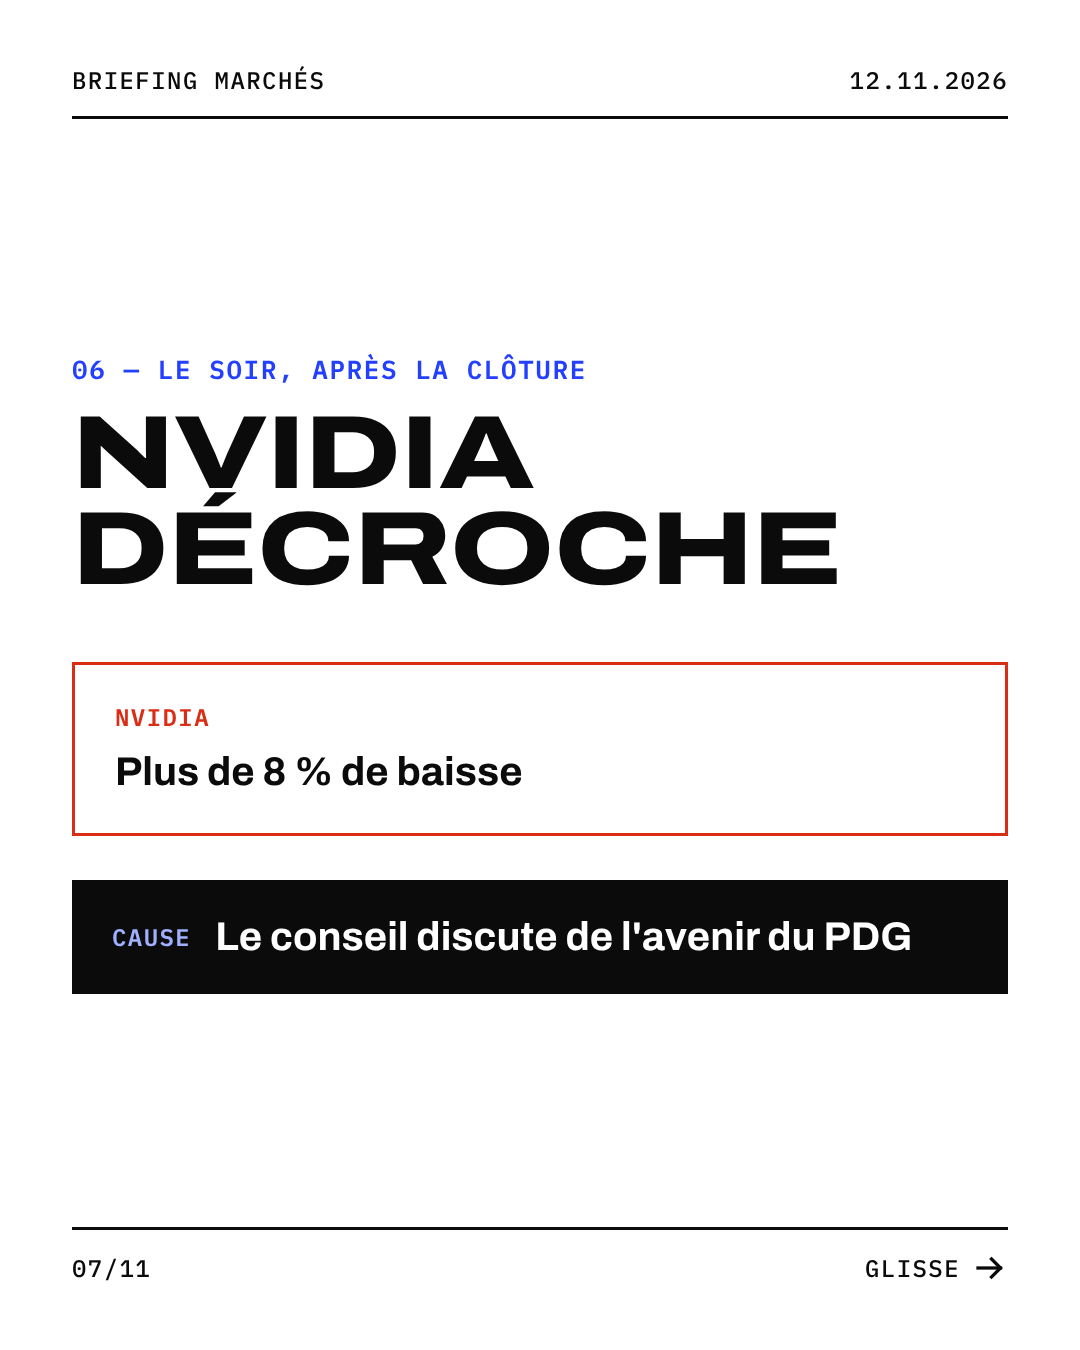 BRIEFING MARCHÉS
12.11.2026
06 — LE SOIR, APRÈS LA CLÔTURE
NVIDIA
DÉCROCHE
NVIDIA
Plus de 8 % de baisse
CAUSE Le conseil discute de l'avenir du PDG
07/11
GLISSE →